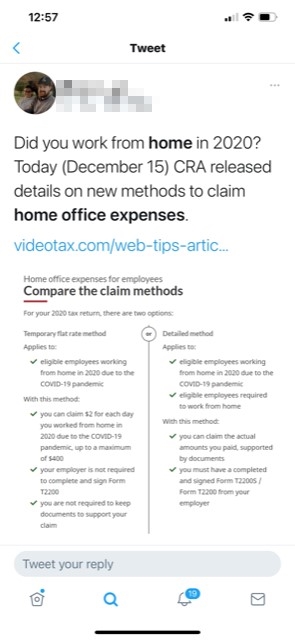 12:57
Tweet
Did you work from home in 2020?
Today (December 15) CRA released
details on new methods to claim
home office expenses.
videotax.com/web-tips-artic...
Home office expenses for employees
Compare the claim methods
For your 2020 tax return, there are two options:
Temporary flat rate method
Applies to:
eligible employees working
from home in 2020 due to the
COVID-19 pandemic
With this method:
you can claim $2 for each day
you worked from home in
2020 due to the COVID-19
pandemic, up to a maximum
of $400
your employer is not required
to complete and sign Form
T2200
you are not required to keep
documents to support your
claim
or
Detailed method
Applies to:
eligible employees working
from home in 2020 due to the
COVID-19 pandemic
eligible employees required
to work from home
With this method:
you can claim the actual
amounts you paid, supported
by documents
you must have a completed
and signed Form T2200S /
Form T2200 from your
employer
Tweet your reply
19